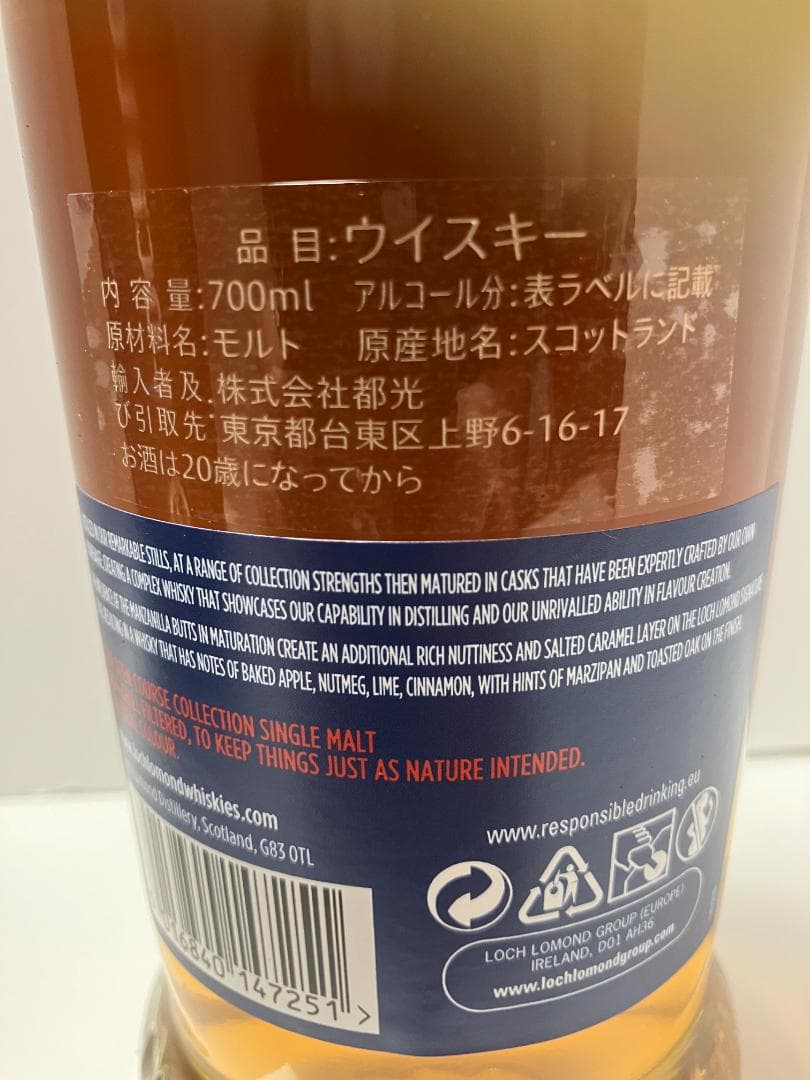 品 目:ウイスキー
内 容 量:700ml アルコール分:表ラベルに記載
原材料名:モルト 原産地名:スコットランド
輸入者及び引取先:株式会社都光
東京都台東区上野6-16-17
お酒は20歳になってから
IN OUR REMARKABLE STILLS, AT A RANGE OF COLLECTION STRENGTHS THEN MATURED IN CASKS THAT HAVE BEEN EXPERTLY CRAFTED BY OUR OWN
CREATING A COMPLEX WHISKY THAT SHOWCASES OUR CAPABILITY IN DISTILLING AND OUR UNRIVALLED ABILITY IN FLAVOUR CREATION.
OF THE MANZANILLA BUTTS IN MATURATION CREATE AN ADDITIONAL RICH NUTTINESS AND SALTED CARAMEL LAYER ON THE LOCH LOMOND SIGNATURE
IN A WHISKY THAT HAS NOTES OF BAKED APPLE, NUTMEG, LIME, CINNAMON, WITH HINTS OF MARZIPAN AND TOASTED OAK ON THE FINISH.
COURSE COLLECTION SINGLE MALT
FILTERED, TO KEEP THINGS JUST AS NATURE INTENDED.
COLOUR.
www.lochlomondwhiskies.com
Distillery, Scotland, G83 0TL
www.responsibledrinking.eu
LOCH LOMOND GROUP (EUROPE)
IRELAND, D01 AH36
www.lochlomondgroup.com
16840 147251 >